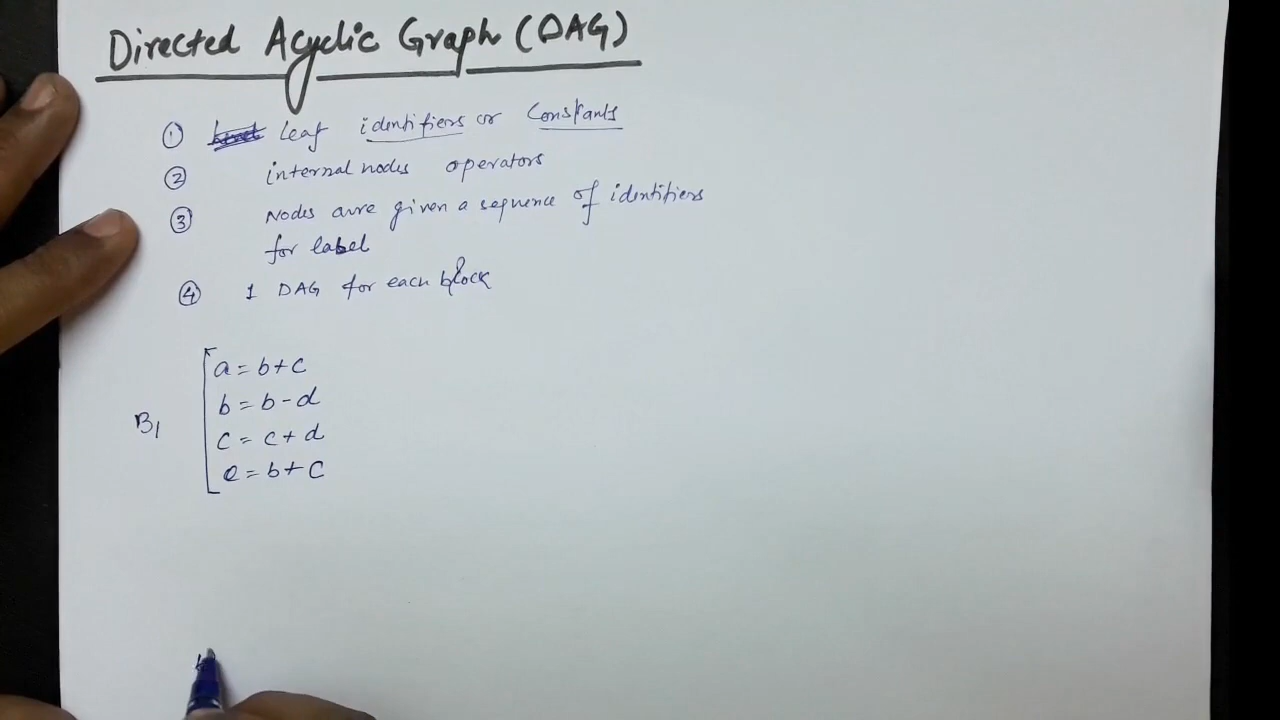 Directed Acyclic Graph (DAG)
① leaf identifiers or Constants
② internal nodes operators
③ Nodes are given a sequence of identifiers
for label
④ 1 DAG for each block
a = b + c
b = b - d
B1
c = c + d
e = b + c